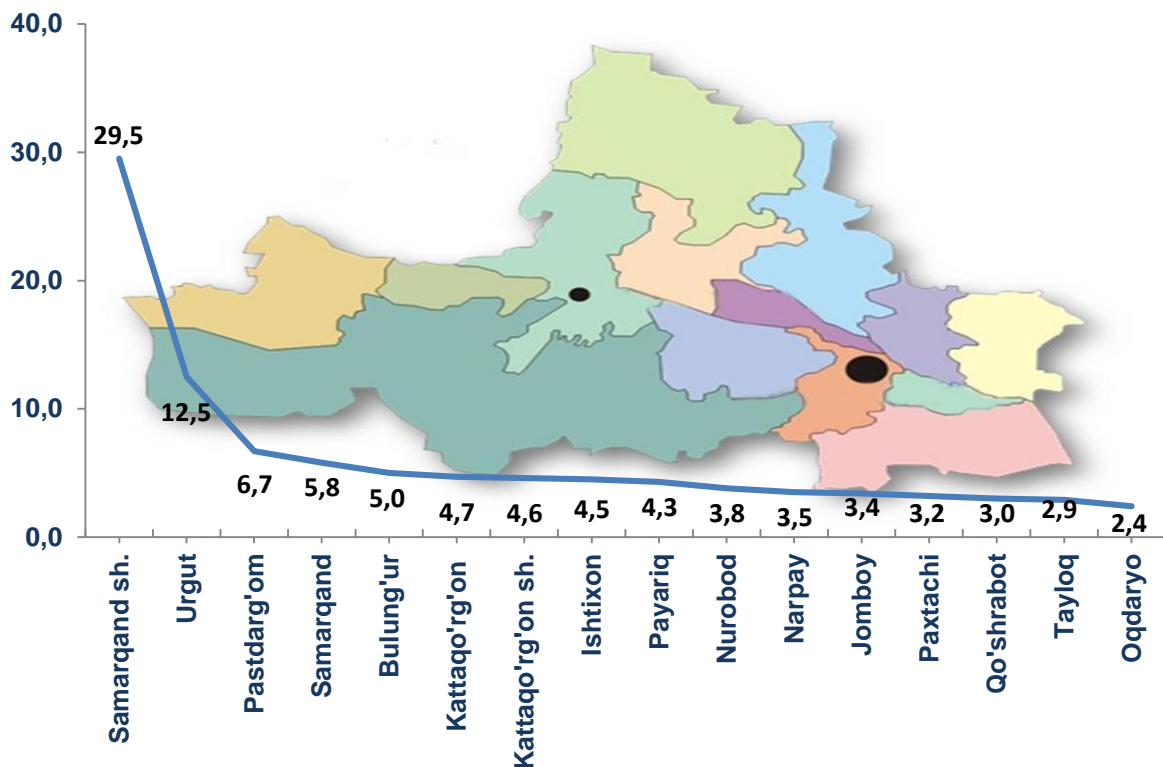 40,0
30,0
20,0
10,0
0,0
29,5
12,5
6,7
5,8
5,0
4,7
4,6
4,5
4,3
3,8
3,5
3,4
3,2
3,0
2,9
2,4
Samarqand sh.
Urgut
Pastdarg'om
Samarqand
Bulung'ur
Kattaqo'rg'on
Kattaqo'rg'on sh.
Ishtixon
Payariq
Nurobod
Narpay
Jomboy
Paxtachi
Qo'shrabot
Tayloq
Oqdaryo